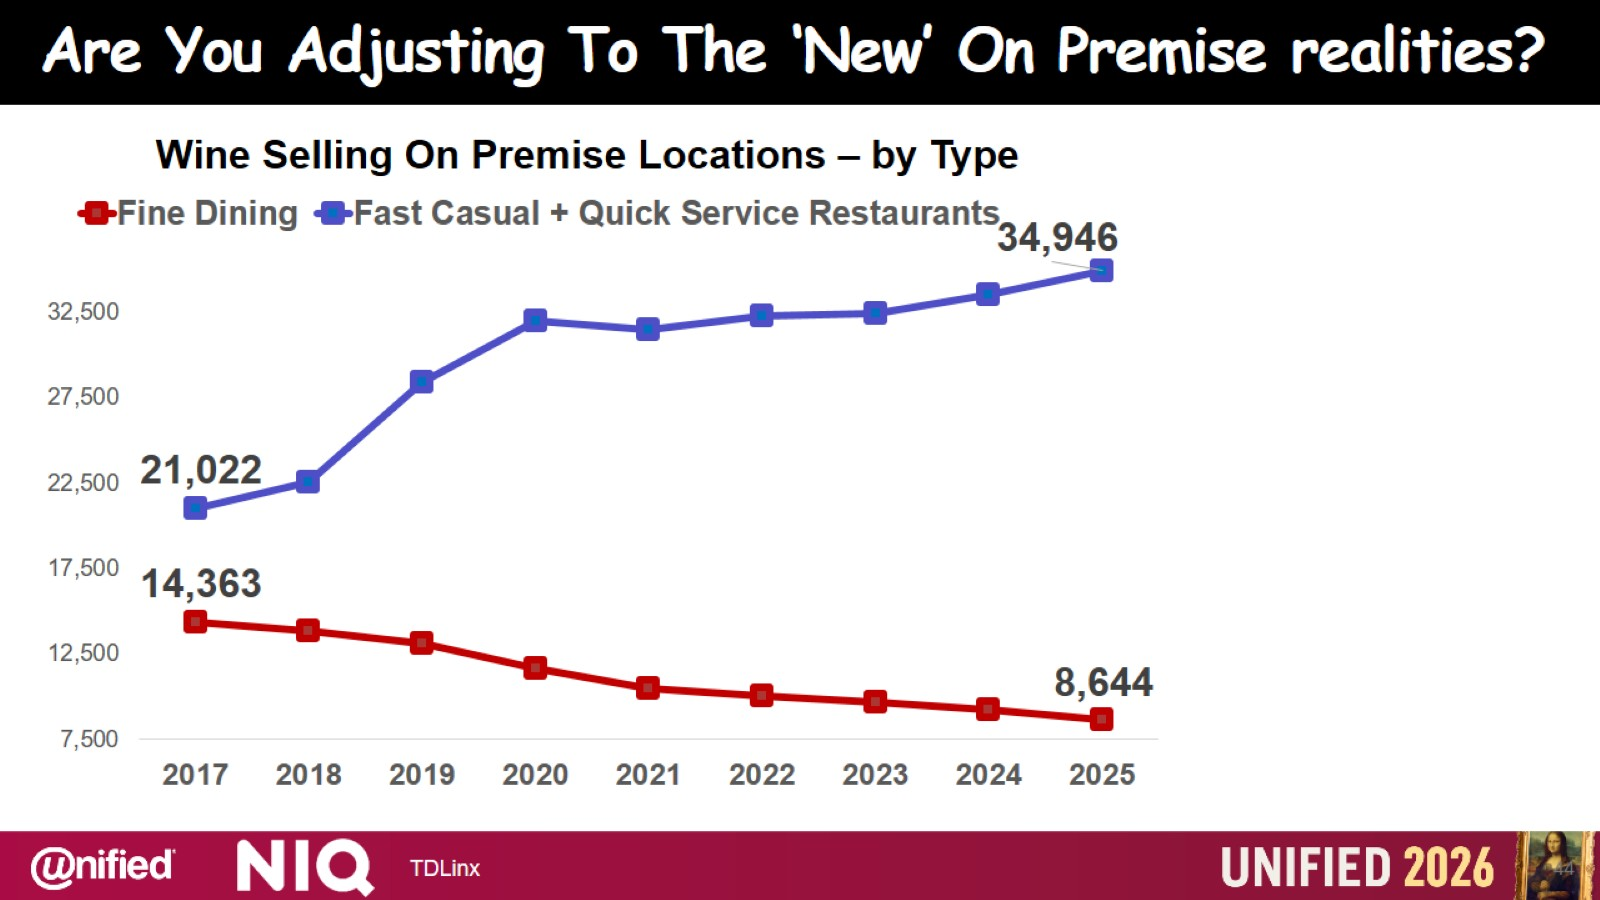 Are You Adjusting To The ‘New’ On Premise realities?
Wine Selling On Premise Locations – by Type
Fine Dining
Fast Casual + Quick Service Restaurants
34,946
32,500
27,500
22,500
21,022
17,500
14,363
12,500
8,644
7,500
2017 2018 2019 2020 2021 2022 2023 2024 2025
unified
NIQ
TDLinx
UNIFIED 2026
44